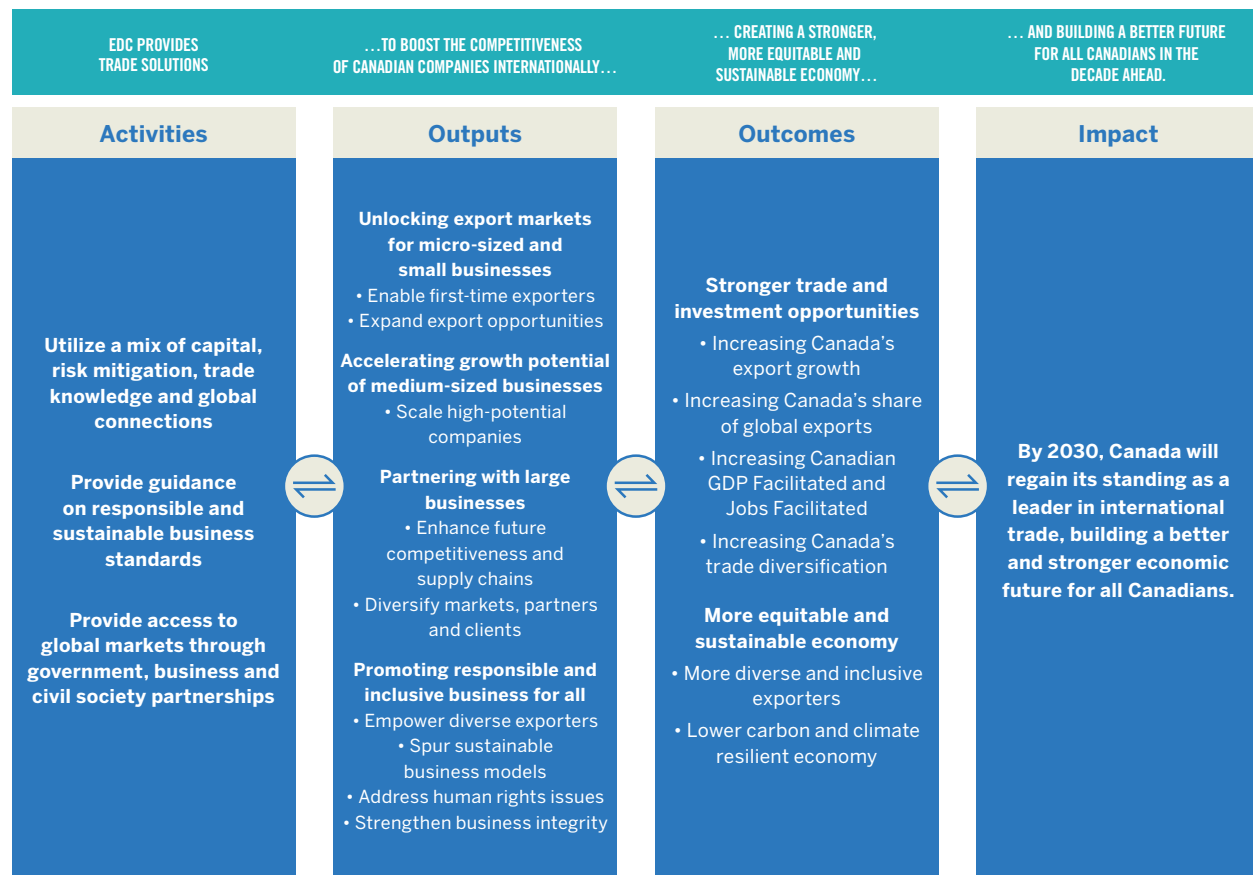 EDC PROVIDES
TRADE SOLUTIONS
…TO BOOST THE COMPETITIVENESS
OF CANADIAN COMPANIES INTERNATIONALLY…
… CREATING A STRONGER,
MORE EQUITABLE AND
SUSTAINABLE ECONOMY…
… AND BUILDING A BETTER FUTURE
FOR ALL CANADIANS IN THE
DECADE AHEAD.
Activities
Utilize a mix of capital,
risk mitigation, trade
knowledge and global
connections
Provide guidance
on responsible and
sustainable business
standards
Provide access to
global markets through
government, business and
civil society partnerships
Outputs
Unlocking export markets
for micro-sized and
small businesses
• Enable first-time exporters
• Expand export opportunities
Accelerating growth potential
of medium-sized businesses
• Scale high-potential
companies
Partnering with large
businesses
• Enhance future
competitiveness and
supply chains
• Diversify markets, partners
and clients
Promoting responsible and
inclusive business for all
• Empower diverse exporters
• Spur sustainable
business models
• Address human rights issues
• Strengthen business integrity
Outcomes
Stronger trade and
investment opportunities
• Increasing Canada's
export growth
• Increasing Canada's share
of global exports
• Increasing Canadian
GDP Facilitated and
Jobs Facilitated
• Increasing Canada's
trade diversification
More equitable and
sustainable economy
• More diverse and inclusive
exporters
• Lower carbon and climate
resilient economy
Impact
By 2030, Canada will
regain its standing as a
leader in international
trade, building a better
and stronger economic
future for all Canadians.